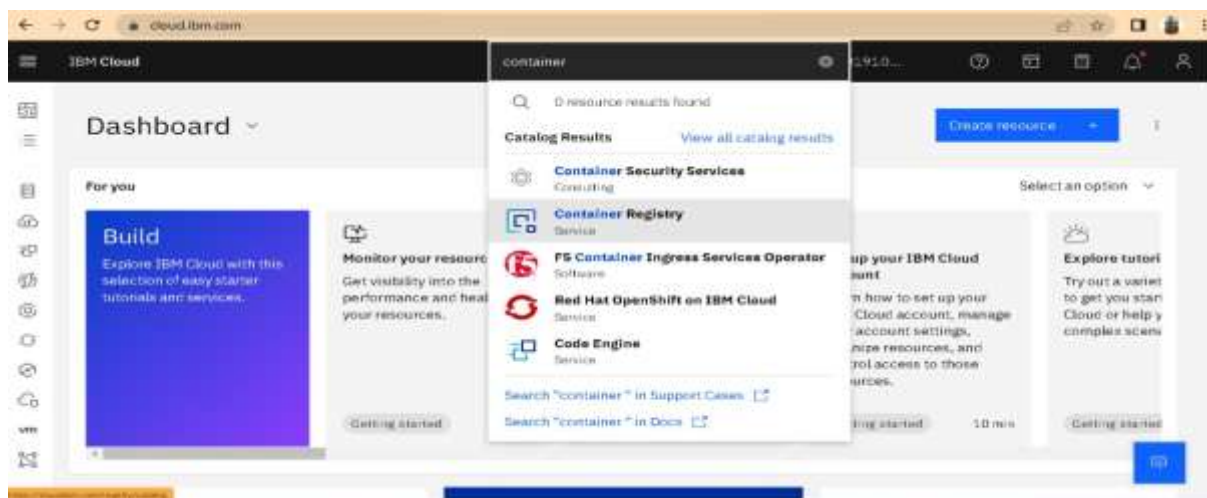 cloud.ibm.com
IBM Cloud
container
1910...
Dashboard
0 resource results found
Catalog Results
View all catalog results
Create resource +
For you
Select an option
Container Security Services
Consulting
Container Registry
Service
F5 Container Ingress Services Operator
Software
Red Hat OpenShift on IBM Cloud
Service
Code Engine
Service
Search "container " in Support Cases
Search "container " in Docs
Build
Explore IBM Cloud with this
selection of easy starter
tutorials and services.
Monitor your resourc
Get visibility into the
performance and heal
your resources.
Getting started
up your IBM Cloud
unt
n how to set up your
Cloud account, manage
account settings,
nize resources, and
rol access to those
urces.
ting started
10 min
Explore tutori
Try out a variet
to get you start
Cloud or help y
complex scena
Getting started
vm